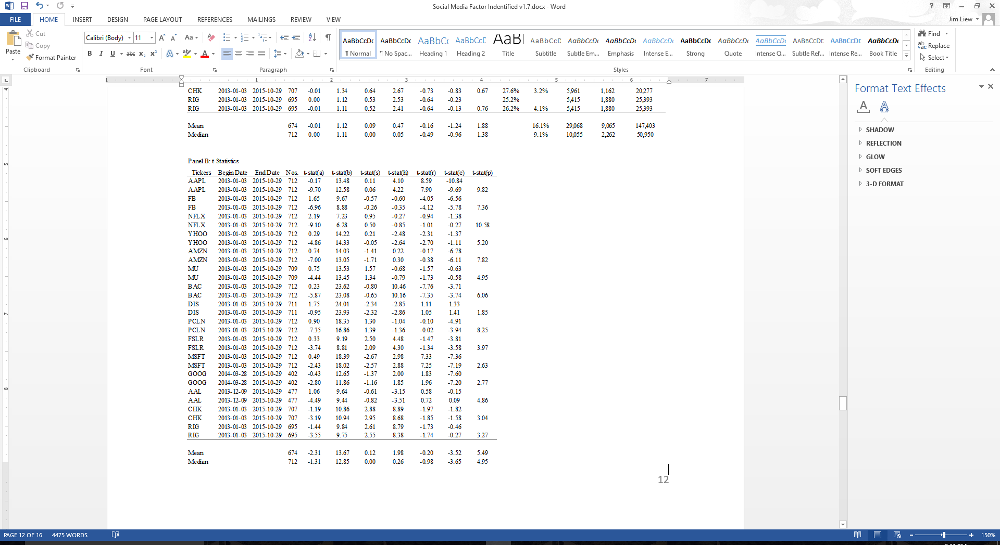 Social Media Factor Indentified v1.7.docx - Word
FILE HOME INSERT DESIGN PAGE LAYOUT REFERENCES MAILINGS REVIEW VIEW Jim Liew
Paste Cut Copy Format Painter Clipboard
Calibri (Body) 11 Font
Paragraph
AaBbCcDc AaBbCcDc AaBbCc AaBbCcD AaBl AaBbCcD AaBbCcDc AaBbCcDc AaBbCcDc AaBbCcDc AaBbCcDc AaBbCcDc AABBCCDE AABBCCDE AaBbCcDc
¶ Normal ¶ No Spac... Heading 1 Heading 2 Title Subtitle Subtle Em... Emphasis Intense E... Strong Quote Intense Q... Subtle Ref... Intense Re... Book Title
Styles
Find Replace Select Editing
1 1 2 3 4 5 6 7
CHK 2013-01-03 2015-10-29 707 -0.01 1.34 0.64 2.67 -0.73 -0.83 0.67 27.6% 3.2% 5,961 1,162 20,277
RIG 2013-01-03 2015-10-29 695 0.00 1.12 0.53 2.53 -0.64 -0.23 25.2% 5,415 1,880 25,393
RIG 2013-01-03 2015-10-29 695 -0.01 1.11 0.52 2.41 -0.64 -0.13 0.76 26.2% 4.1% 5,415 1,880 25,393
Mean 674 -0.01 1.12 0.09 0.47 -0.16 -1.24 1.88 16.1% 29,068 9,065 147,403
Median 712 0.00 1.11 0.00 0.05 -0.49 -0.96 1.38 9.1% 10,055 2,262 50,950
Panel B: t-Statistics
Tickers Begin Date End Date Nos. t-stat(a) t-stat(b) t-stat(s) t-stat(h) t-stat(r) t-stat(c) t-stat(p)
AAPL 2013-01-03 2015-10-29 712 -0.17 13.48 0.11 4.10 8.59 -10.84
AAPL 2013-01-03 2015-10-29 712 -9.70 12.58 0.06 4.22 7.90 -9.69 9.82
FB 2013-01-03 2015-10-29 712 1.65 9.67 -0.57 -0.60 -4.05 -6.56
FB 2013-01-03 2015-10-29 712 -6.96 8.88 -0.26 -0.35 -4.12 -5.78 7.36
NFLX 2013-01-03 2015-10-29 712 2.19 7.23 0.95 -0.27 -0.94 -1.38
NFLX 2013-01-03 2015-10-29 712 -9.10 6.28 0.50 -0.85 -1.01 -0.27 10.58
YHOO 2013-01-03 2015-10-29 712 0.29 14.22 0.21 -2.48 -2.31 -1.37
YHOO 2013-01-03 2015-10-29 712 -4.86 14.33 -0.05 -2.64 -2.70 -1.11 5.20
AMZN 2013-01-03 2015-10-29 712 0.74 14.03 -1.41 0.22 -0.17 -6.78
AMZN 2013-01-03 2015-10-29 712 -7.00 13.05 -1.71 0.30 -0.38 -6.11 7.82
MU 2013-01-03 2015-10-29 709 0.75 13.53 1.57 -0.68 -1.57 -0.63
MU 2013-01-03 2015-10-29 709 -4.44 13.45 1.34 -0.79 -1.73 -0.58 4.95
BAC 2013-01-03 2015-10-29 712 0.23 23.62 -0.80 10.46 -7.76 -3.71
BAC 2013-01-03 2015-10-29 712 -5.87 23.08 -0.65 10.16 -7.35 -3.74 6.06
DIS 2013-01-03 2015-10-29 711 1.75 24.01 -2.34 -2.85 1.11 1.33
DIS 2013-01-03 2015-10-29 711 -0.95 23.93 -2.32 -2.86 1.05 1.41 1.85
PCLN 2013-01-03 2015-10-29 712 0.90 18.35 1.30 -1.04 -0.10 -4.91
PCLN 2013-01-03 2015-10-29 712 -7.35 16.86 1.39 -1.36 -0.02 -3.94 8.25
FSLR 2013-01-03 2015-10-29 712 0.33 9.19 2.50 4.48 -1.47 -3.81
FSLR 2013-01-03 2015-10-29 712 -3.74 8.81 2.09 4.30 -1.34 -3.58 3.97
MSFT 2013-01-03 2015-10-29 712 0.49 18.39 -2.67 2.98 7.33 -7.36
MSFT 2013-01-03 2015-10-29 712 -2.43 18.02 -2.57 2.88 7.25 -7.19 2.63
GOOG 2014-03-28 2015-10-29 402 -0.43 12.65 -1.37 2.00 1.83 -7.60
GOOG 2014-03-28 2015-10-29 402 -2.80 11.86 -1.16 1.85 1.96 -7.20 2.77
AAL 2013-12-09 2015-10-29 477 1.06 9.64 -0.61 -3.15 0.58 -0.15
AAL 2013-12-09 2015-10-29 477 -4.49 9.44 -0.82 -3.51 0.72 0.09 4.86
CHK 2013-01-03 2015-10-29 707 -1.19 10.86 2.88 8.89 -1.97 -1.82
CHK 2013-01-03 2015-10-29 707 -3.19 10.94 2.95 8.68 -1.85 -1.58 3.04
RIG 2013-01-03 2015-10-29 695 -1.44 9.84 2.61 8.79 -1.73 -0.46
RIG 2013-01-03 2015-10-29 695 -3.55 9.75 2.55 8.38 -1.74 -0.27 3.27
Mean 674 -2.31 13.67 0.12 1.98 -0.20 -3.52 5.49
Median 712 -1.31 12.85 0.00 0.26 -0.98 -3.65 4.95
12
Format Text Effects
SHADOW
REFLECTION
GLOW
SOFT EDGES
3-D FORMAT
PAGE 12 OF 16 4475 WORDS 150%